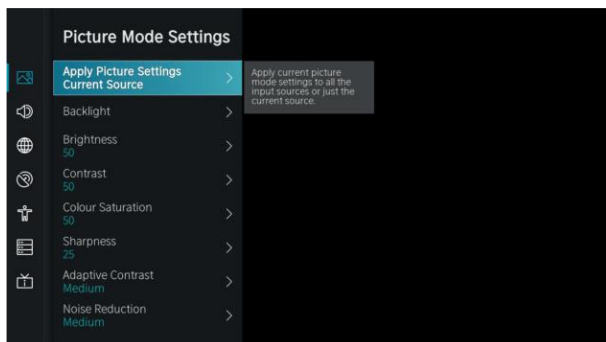 Picture Mode Settings
Apply Picture Settings
Current Source
Apply current picture
mode settings to all the
input sources or just the
current source.
Backlight
Brightness
50
Contrast
50
Colour Saturation
50
Sharpness
25
Adaptive Contrast
Medium
Noise Reduction
Medium